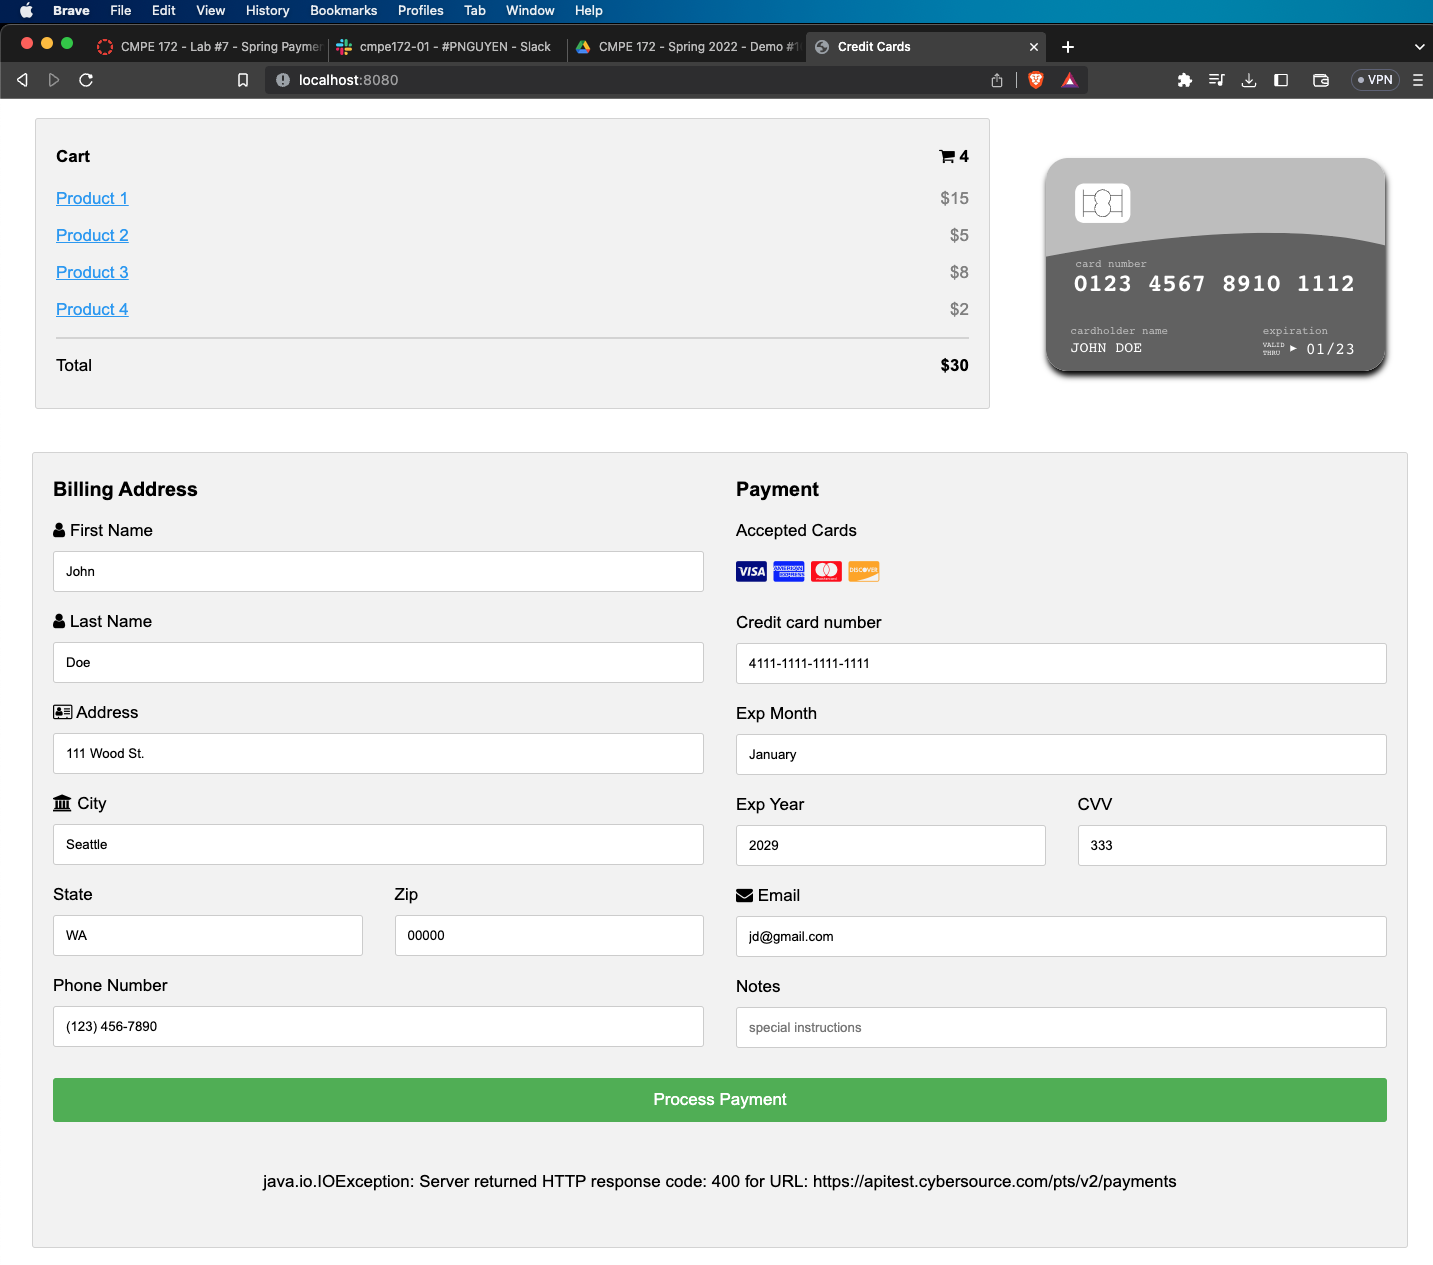 Brave File Edit View History Bookmarks Profiles Tab Window Help
CMPE 172 - Lab #7 - Spring Paymen
cmpe172-01 - #PNGUYEN - Slack
CMPE 172 - Spring 2022 - Demo #1
Credit Cards
localhost:8080
VPN
Cart 4
Product 1 $15
Product 2 $5
Product 3 $8
Product 4 $2
Total $30
card number
0123 4567 8910 1112
cardholder name expiration
JOHN DOE VALID THRU 01/23
Billing Address
First Name
John
Last Name
Doe
Address
111 Wood St.
City
Seattle
State Zip
WA 00000
Phone Number
(123) 456-7890
Payment
Accepted Cards
VISA AMERICAN EXPRESS mastercard DISCOVER
Credit card number
4111-1111-1111-1111
Exp Month
January
Exp Year CVV
2029 333
Email
jd@gmail.com
Notes
special instructions
Process Payment
java.io.IOException: Server returned HTTP response code: 400 for URL: https://apitest.cybersource.com/pts/v2/payments